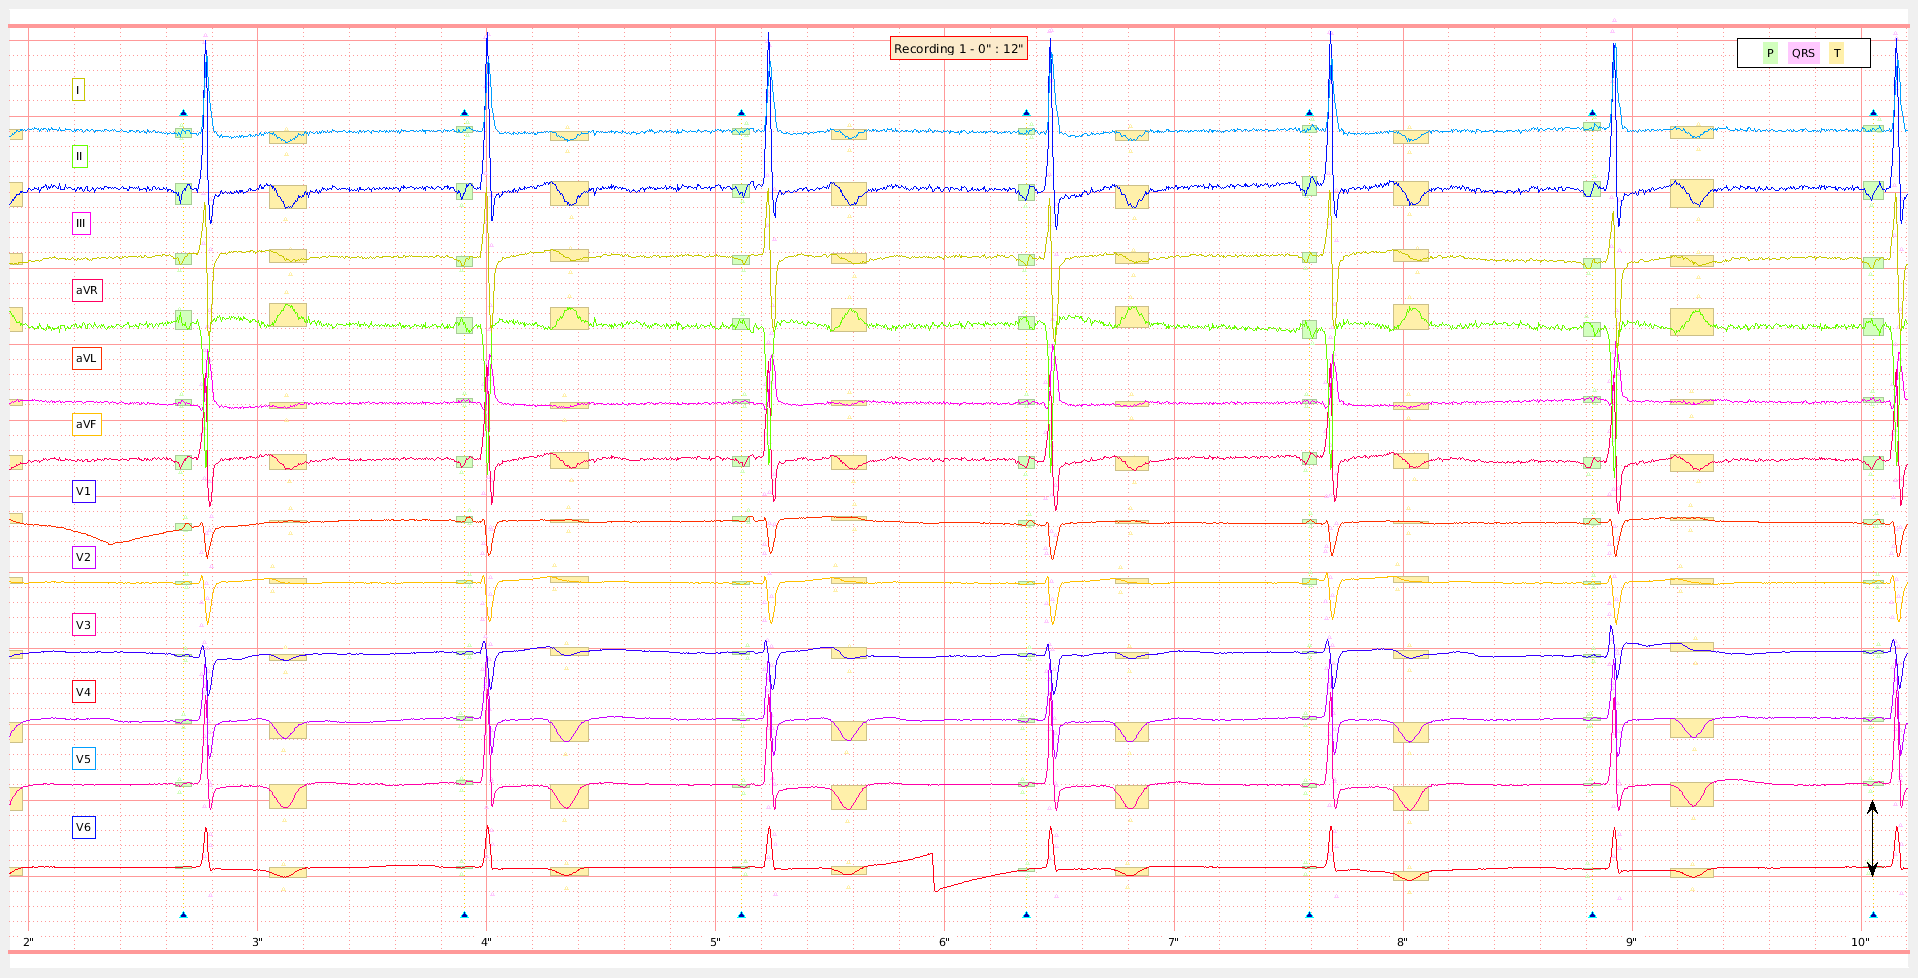 Recording 1 - 0" : 12"
P QRS T
I
II
III
aVR
aVL
aVF
V1
V2
V3
V4
V5
V6
2" 3" 4" 5" 6" 7" 8" 9" 10"